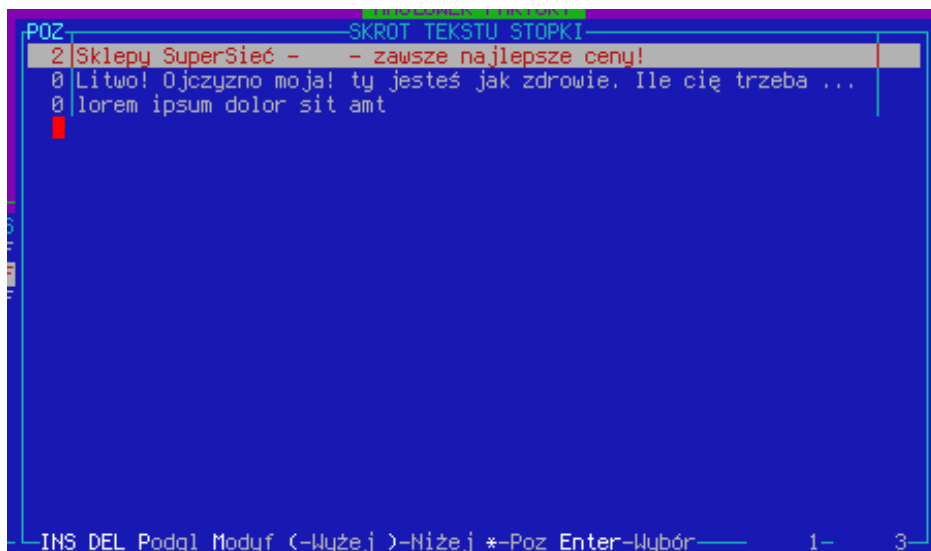 POZ SKROT TEKSTU STOPKI
2 Sklepy SuperSieć - - zawsze najlepsze ceny!
0 Litwo! Ojczyzno moja! ty jesteś jak zdrowie. Ile cię trzeba ...
0 lorem ipsum dolor sit amt
INS DEL Podgl Modyf (-Wyżej )-Niżej *-Poz Enter-Wybór 1- 3